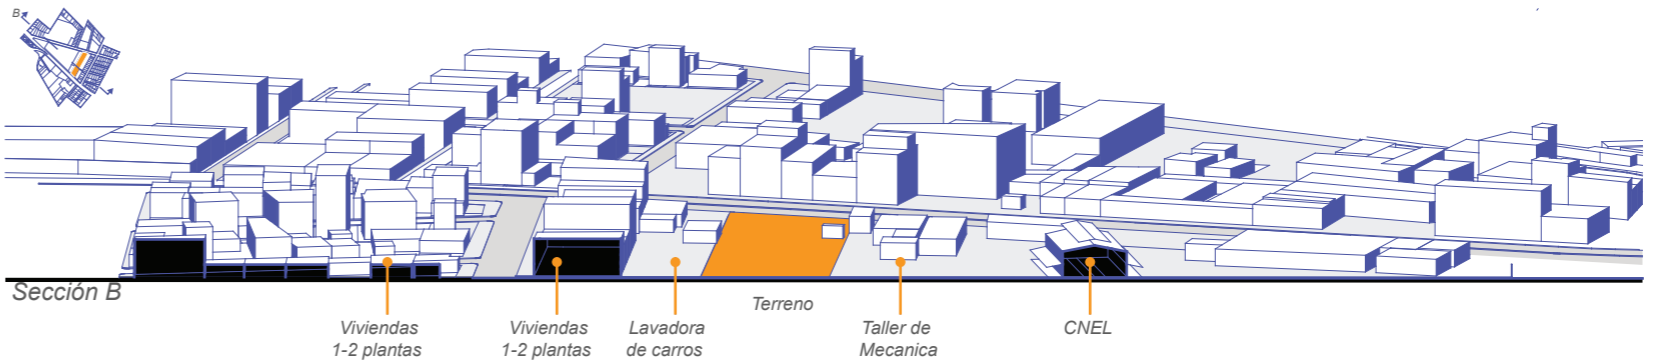 B
Sección B
Viviendas
1-2 plantas
Viviendas
1-2 plantas
Lavadora
de carros
Terreno
Taller de
Mecanica
CNEL